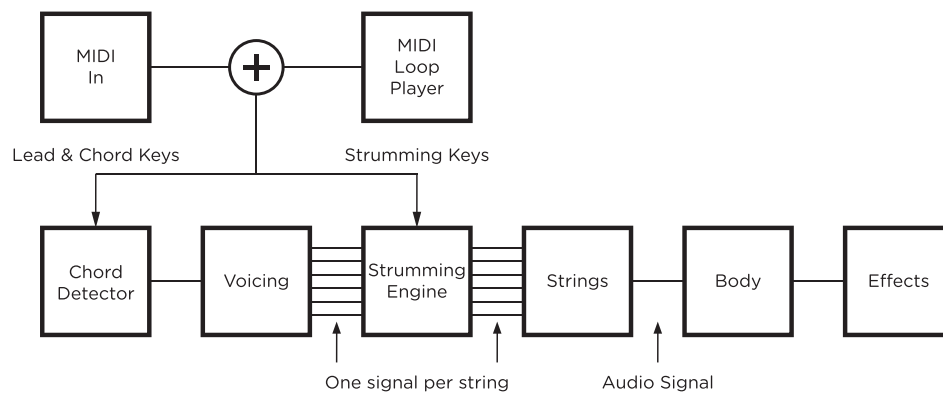 MIDI
In
+
MIDI
Loop
Player
Lead & Chord Keys
Strumming Keys
Chord
Detector
Voicing
Strumming
Engine
Strings
Body
Effects
One signal per string
Audio Signal